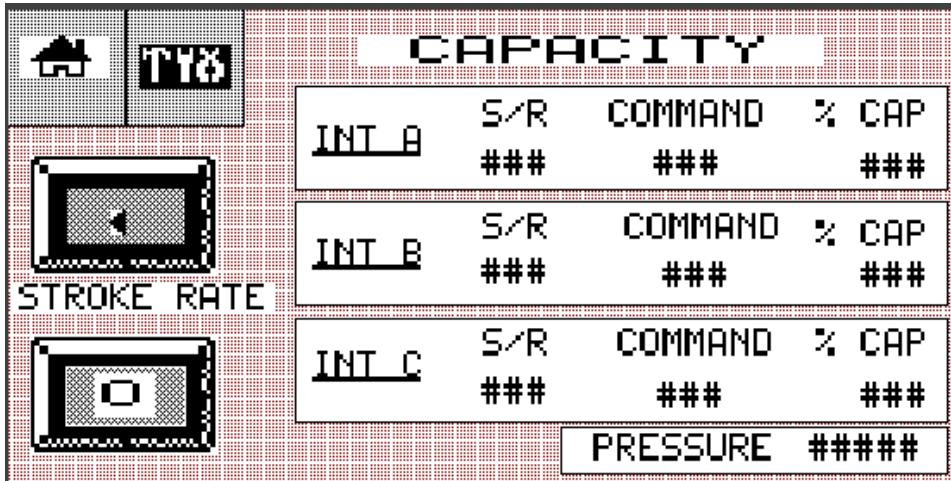 CAPACITY
INT A S/R COMMAND % CAP
### ### ###
INT B S/R COMMAND % CAP
### ### ###
STROKE RATE
INT C S/R COMMAND % CAP
### ### ###
PRESSURE #####